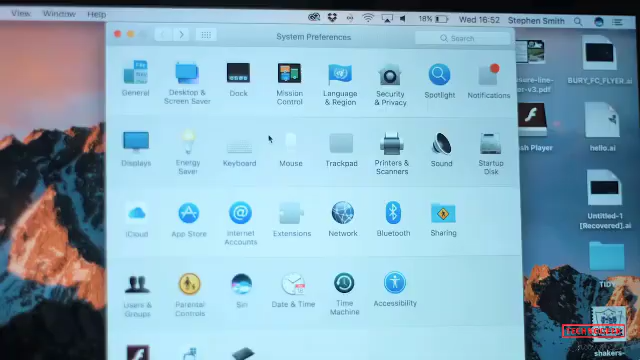 View Window Help
18% Wed 16:52 Stephen Smith
System Preferences
Search
General
Desktop & Screen Saver
Dock
Mission Control
Language & Region
Security & Privacy
Spotlight
Notifications
Displays
Energy Saver
Keyboard
Mouse
Trackpad
Printers & Scanners
Sound
Startup Disk
iCloud
App Store
Internet Accounts
Extensions
Network
Bluetooth
Sharing
Users & Groups
Parental Controls
Siri
Date & Time
Time Machine
Accessibility
BURY_FC_FLYER.ai
hello.ai
Untitled-1
[Recovered].ai
shakers